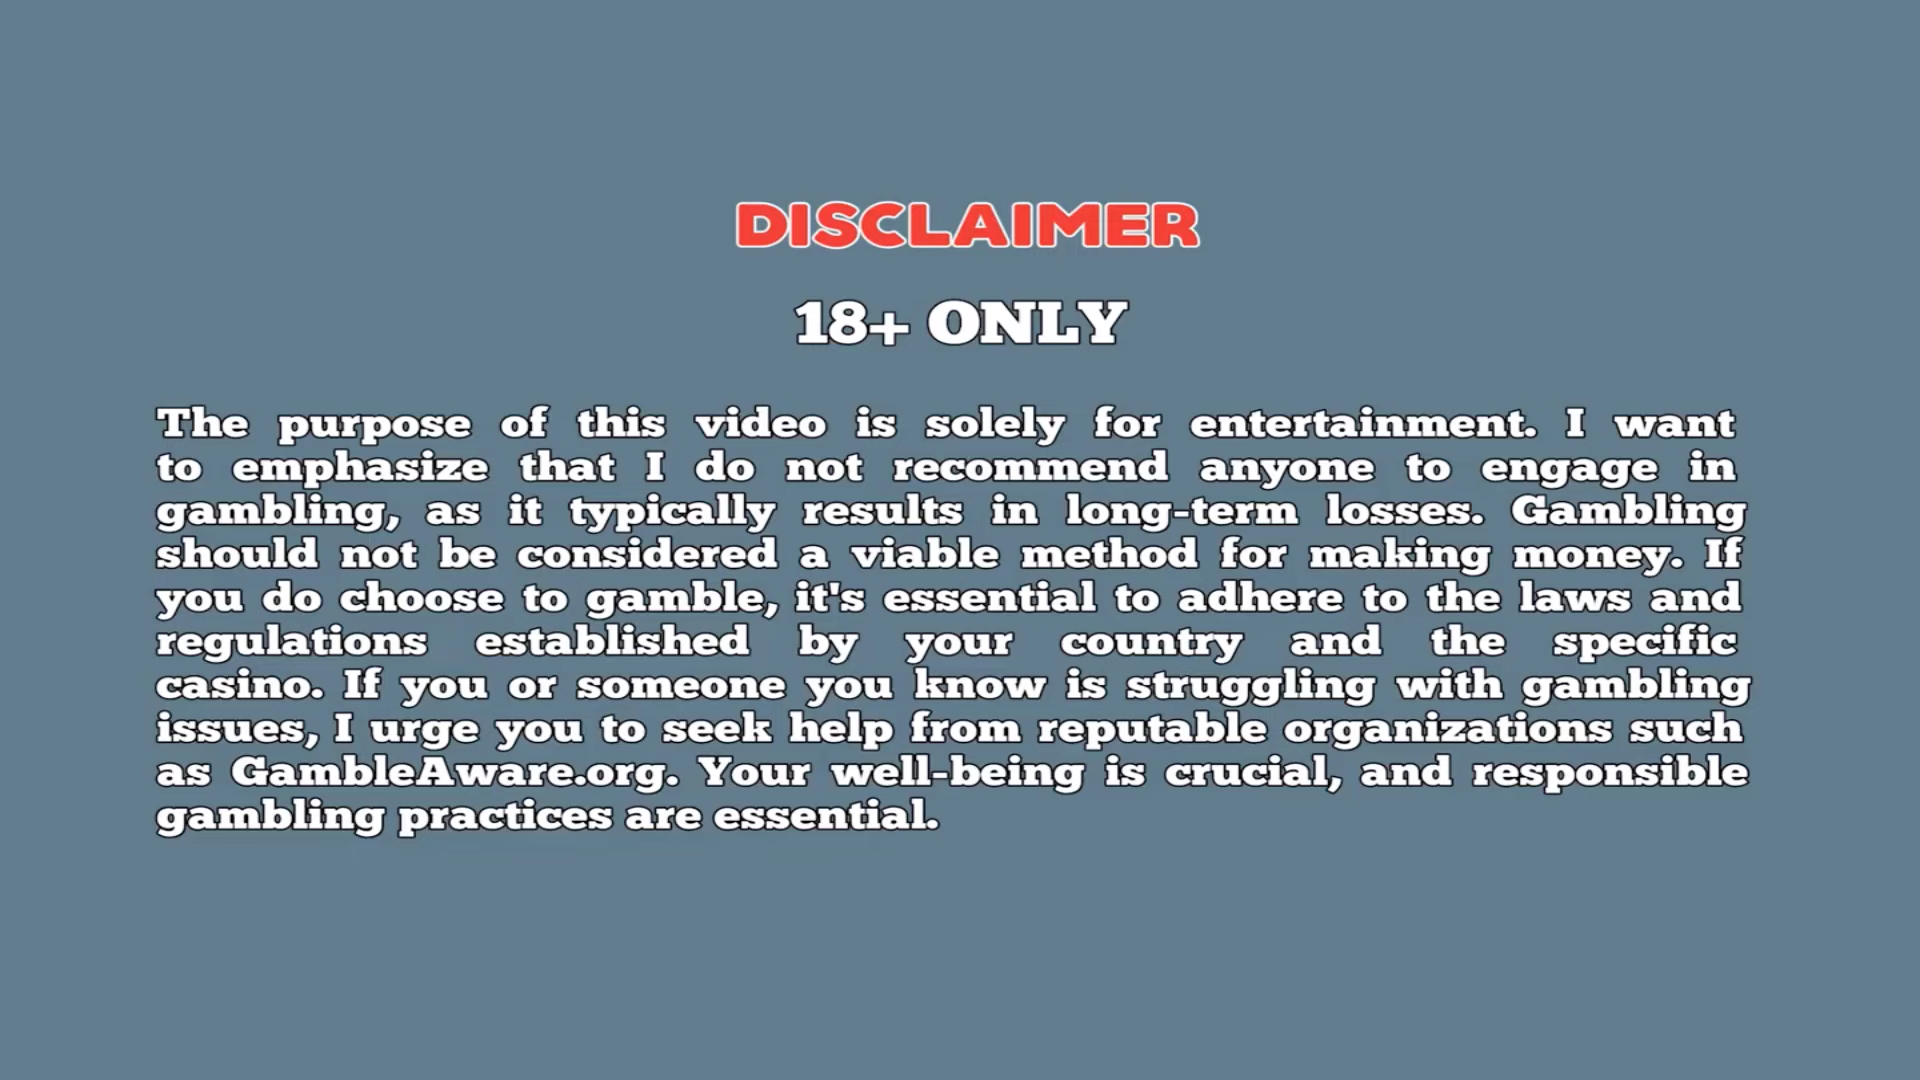 DISCLAIMER
18+ ONLY
The purpose of this video is solely for entertainment. I want
to emphasize that I do not recommend anyone to engage in
gambling, as it typically results in long-term losses. Gambling
should not be considered a viable method for making money. If
you do choose to gamble, it's essential to adhere to the laws and
regulations established by your country and the specific
casino. If you or someone you know is struggling with gambling
issues, I urge you to seek help from reputable organizations such
as GambleAware.org. Your well-being is crucial, and responsible
gambling practices are essential.